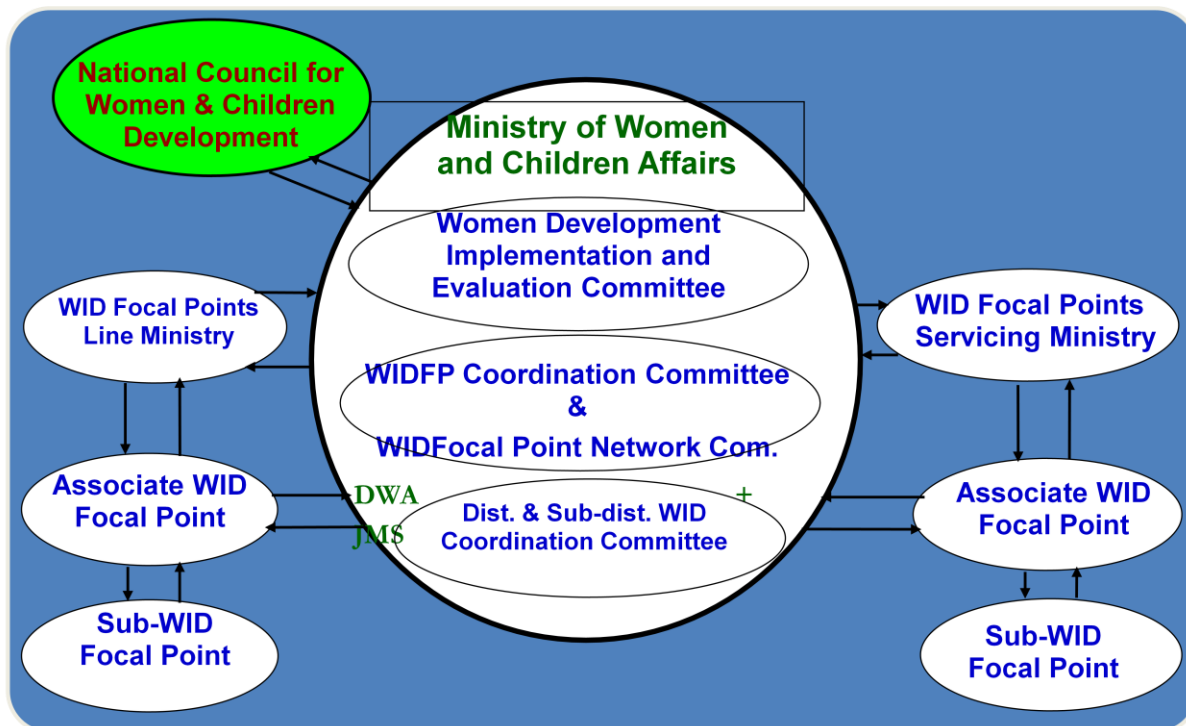 National Council for
Women & Children
Development
Ministry of Women
and Children Affairs
Women Development
Implementation and
Evaluation Committee
WID Focal Points
Line Ministry
WID Focal Points
Servicing Ministry
WIDFP Coordination Committee
&
WIDFocal Point Network Com.
Associate WID
Focal Point
DWA +
JMS
Dist. & Sub-dist. WID
Coordination Committee
Associate WID
Focal Point
Sub-WID
Focal Point
Sub-WID
Focal Point